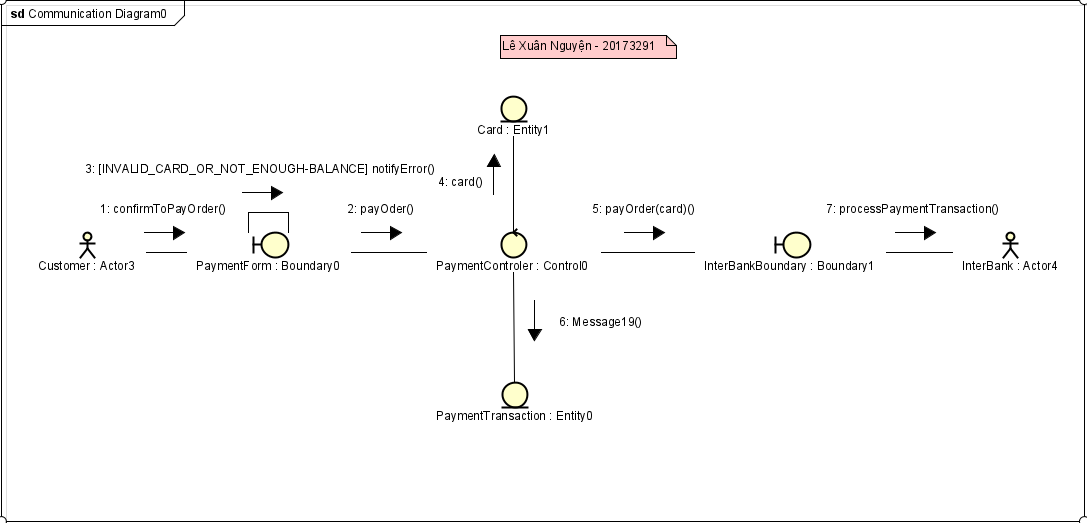 sd Communication Diagram0
Lê Xuân Nguyện - 20173291
Card : Entity1
3: [INVALID_CARD_OR_NOT_ENOUGH-BALANCE] notifyError()
4: card()
1: confirmToPayOrder()
2: payOder()
5: payOrder(card)()
7: processPaymentTransaction()
Customer : Actor3
PaymentForm : Boundary0
PaymentControler : Control0
InterBankBoundary : Boundary1
InterBank : Actor4
6: Message19()
PaymentTransaction : Entity0